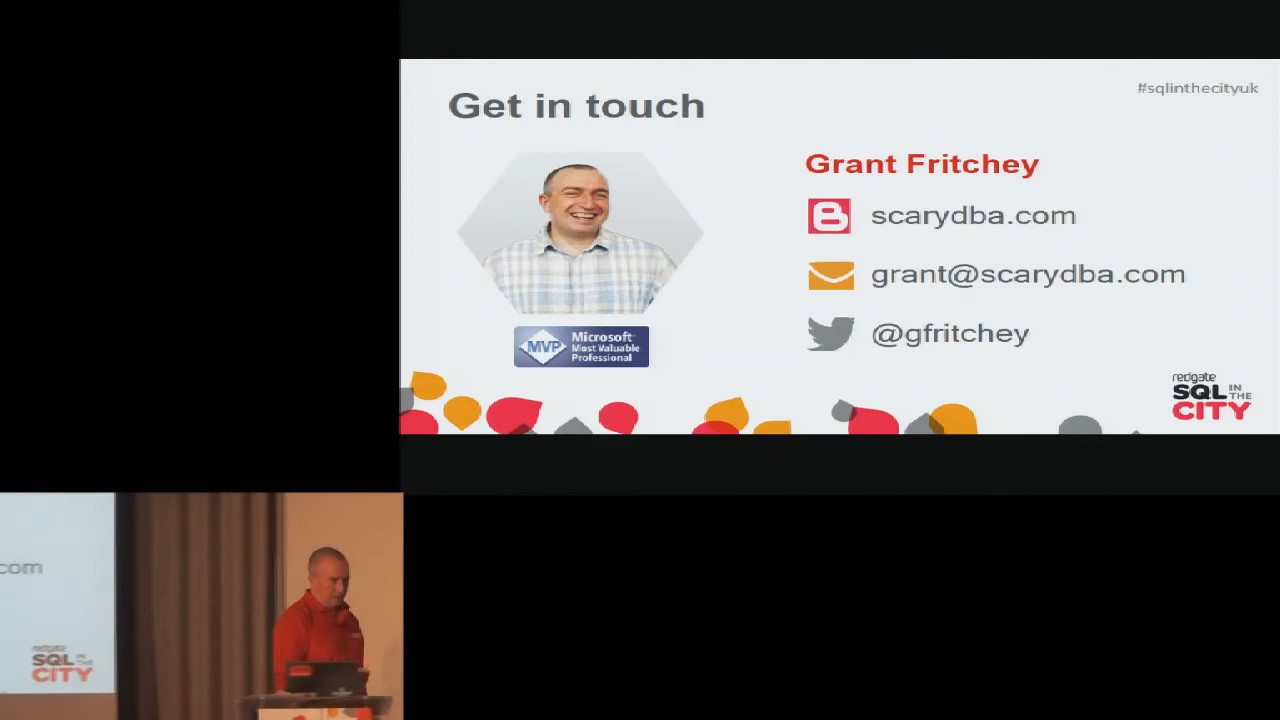 #sqlinthecityuk
Get in touch
Grant Fritchey
scarydba.com
grant@scarydba.com
@gfritchey
MVP
Microsoft
Most Valuable
Professional
redgate
SQL IN THE
CITY
com
redgate
SQL IN THE
CITY